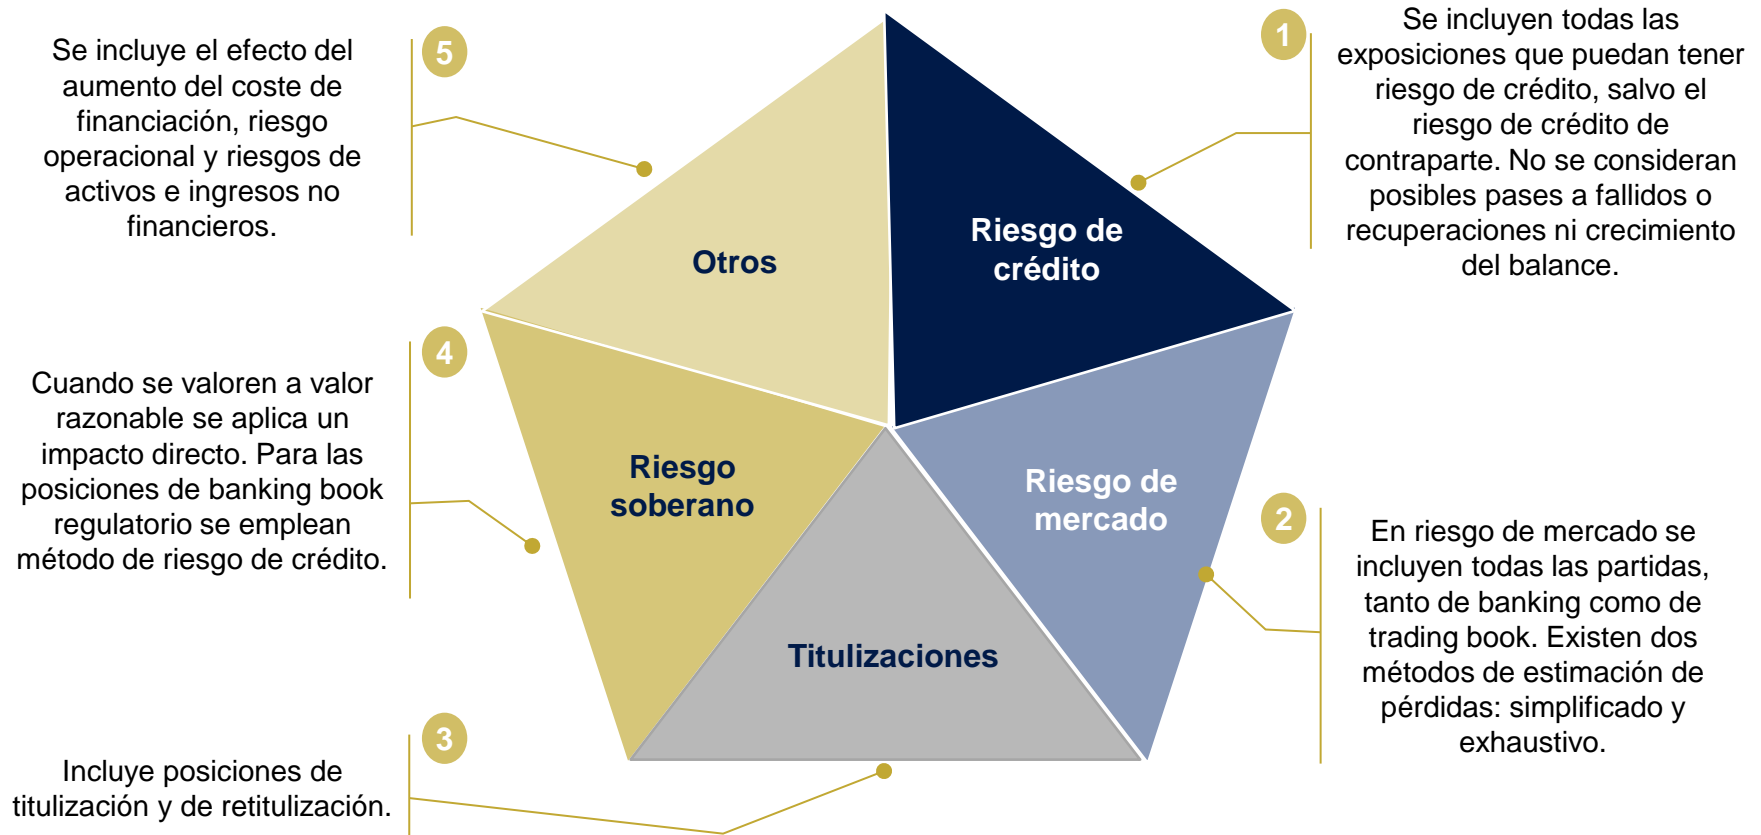 1
Se incluyen todas las
exposiciones que puedan tener
riesgo de crédito, salvo el
riesgo de crédito de
contraparte. No se consideran
posibles pases a fallidos o
recuperaciones ni crecimiento
del balance.
Riesgo de
crédito
2
En riesgo de mercado se
incluyen todas las partidas,
tanto de banking como de
trading book. Existen dos
métodos de estimación de
pérdidas: simplificado y
exhaustivo.
Riesgo de
mercado
3
Incluye posiciones de
titulización y de retitulización.
Titulizaciones
4
Cuando se valoren a valor
razonable se aplica un
impacto directo. Para las
posiciones de banking book
regulatorio se emplean
método de riesgo de crédito.
Riesgo
soberano
5
Se incluye el efecto del
aumento del coste de
financiación, riesgo
operacional y riesgos de
activos e ingresos no
financieros.
Otros